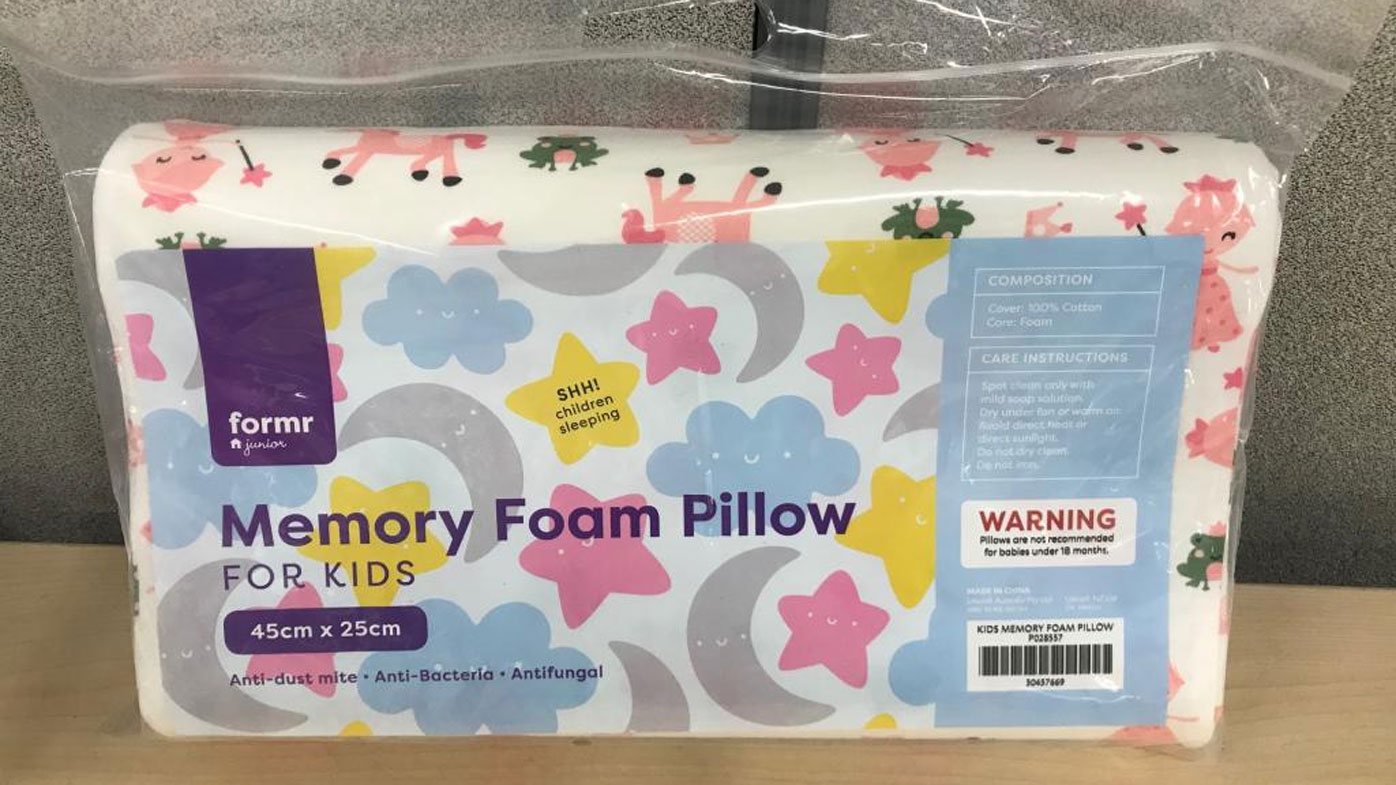 formr
junior
SHH!
children
sleeping
Memory Foam Pillow
FOR KIDS
45cm x 25cm
Anti-dust mite • Anti-Bacteria • Antifungal
COMPOSITION
Cover: 100% Cotton
Core: Foam
CARE INSTRUCTIONS
Spot clean only with
mild soap solution.
Dry under fan or warm air.
Avoid direct heat or
direct sunlight.
Do not dry clean.
Do not iron.
WARNING
Pillows are not recommended
for babies under 18 months.
MADE IN CHINA
KIDS MEMORY FOAM PILLOW
P028557
30457669